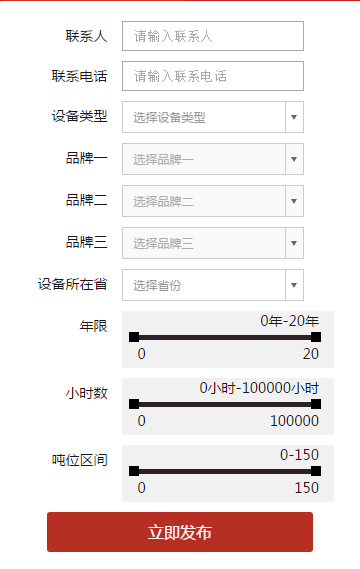 联系人 请输入联系人
联系电话 请输入联系电话
设备类型 选择设备类型
品牌一 选择品牌一
品牌二 选择品牌二
品牌三 选择品牌三
设备所在省 选择省份
年限 0年-20年
0 20
小时数 0小时-100000小时
0 100000
吨位区间 0-150
0 150
立即发布